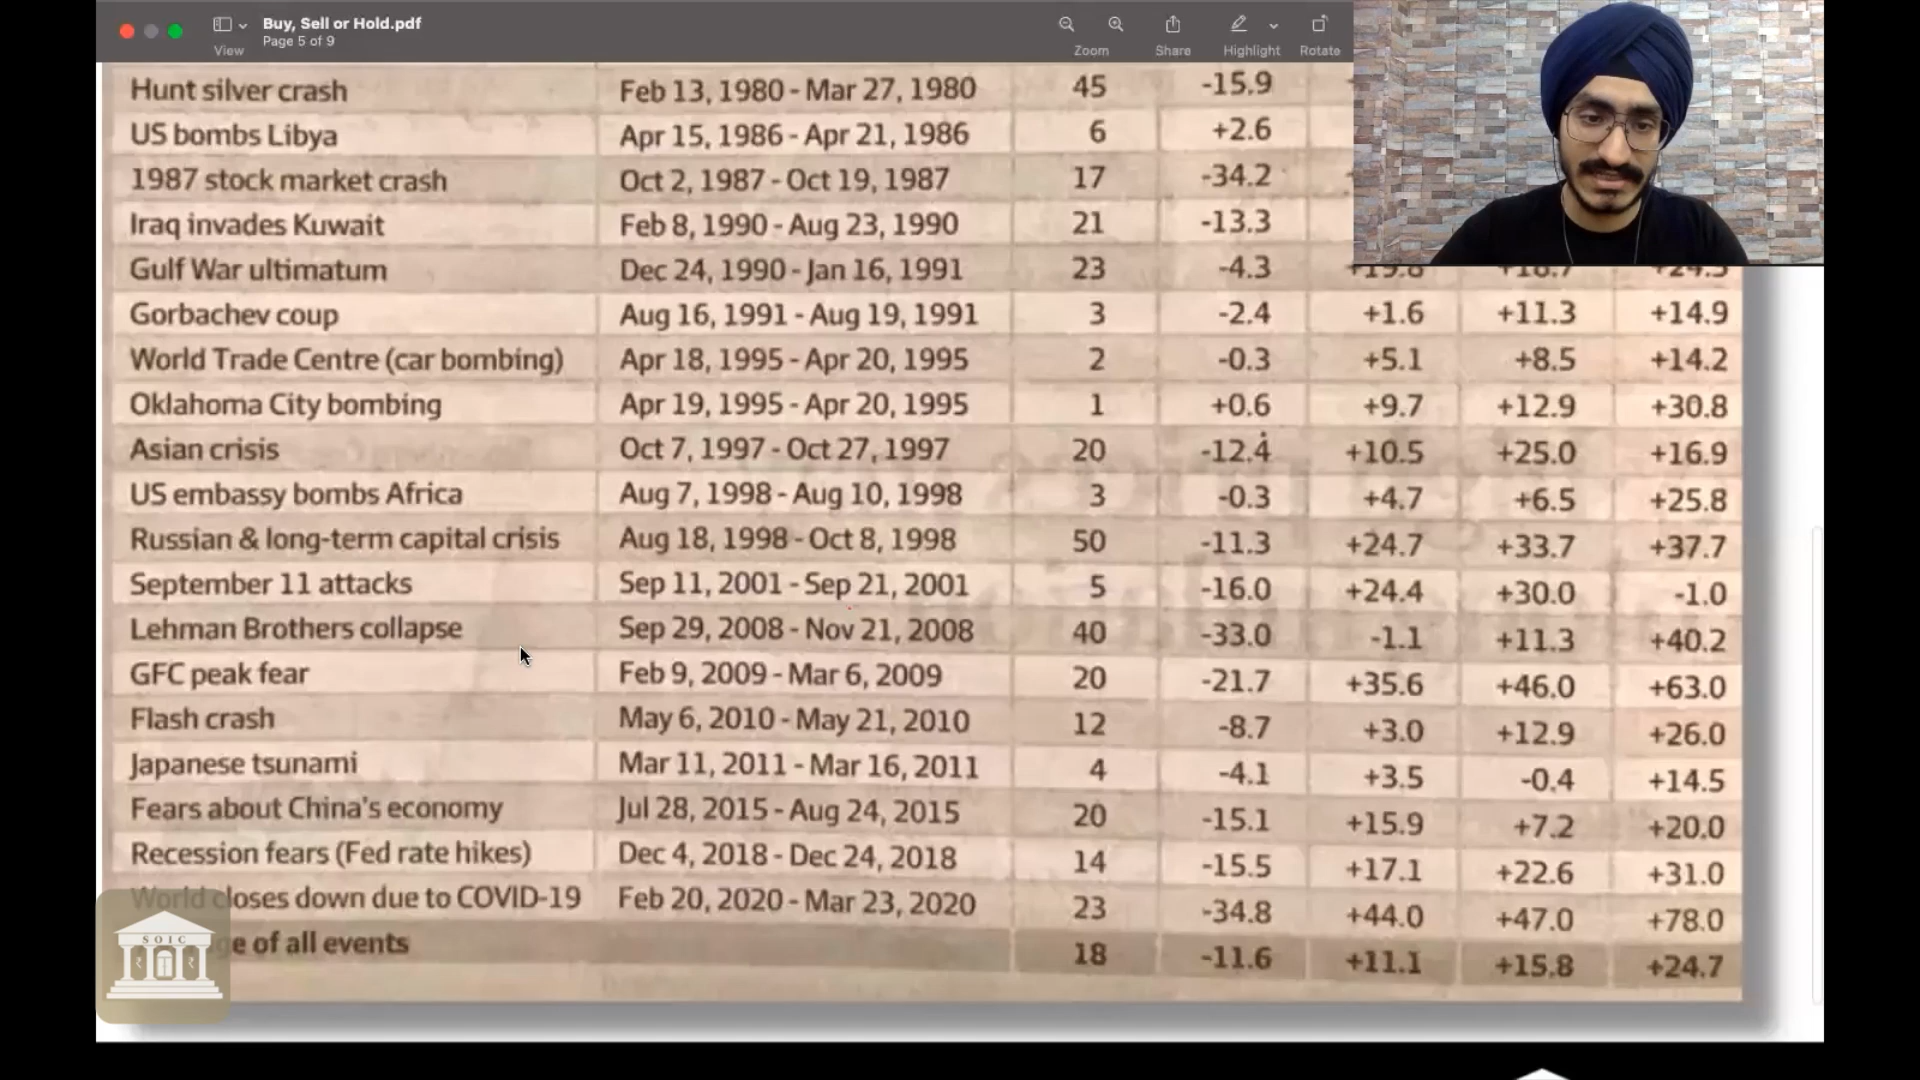 Buy, Sell or Hold.pdf
Page 5 of 9
View
Zoom
Share
Highlight
Rotate
Hunt silver crash Feb 13, 1980 - Mar 27, 1980 45 -15.9
US bombs Libya Apr 15, 1986 - Apr 21, 1986 6 +2.6
1987 stock market crash Oct 2, 1987 - Oct 19, 1987 17 -34.2
Iraq invades Kuwait Feb 8, 1990 - Aug 23, 1990 21 -13.3
Gulf War ultimatum Dec 24, 1990 - Jan 16, 1991 23 -4.3 +19.8 +18.7 +24.3
Gorbachev coup Aug 16, 1991 - Aug 19, 1991 3 -2.4 +1.6 +11.3 +14.9
World Trade Centre (car bombing) Apr 18, 1995 - Apr 20, 1995 2 -0.3 +5.1 +8.5 +14.2
Oklahoma City bombing Apr 19, 1995 - Apr 20, 1995 1 +0.6 +9.7 +12.9 +30.8
Asian crisis Oct 7, 1997 - Oct 27, 1997 20 -12.4 +10.5 +25.0 +16.9
US embassy bombs Africa Aug 7, 1998 - Aug 10, 1998 3 -0.3 +4.7 +6.5 +25.8
Russian & long-term capital crisis Aug 18, 1998 - Oct 8, 1998 50 -11.3 +24.7 +33.7 +37.7
September 11 attacks Sep 11, 2001 - Sep 21, 2001 5 -16.0 +24.4 +30.0 -1.0
Lehman Brothers collapse Sep 29, 2008 - Nov 21, 2008 40 -33.0 -1.1 +11.3 +40.2
GFC peak fear Feb 9, 2009 - Mar 6, 2009 20 -21.7 +35.6 +46.0 +63.0
Flash crash May 6, 2010 - May 21, 2010 12 -8.7 +3.0 +12.9 +26.0
Japanese tsunami Mar 11, 2011 - Mar 16, 2011 4 -4.1 +3.5 -0.4 +14.5
Fears about China's economy Jul 28, 2015 - Aug 24, 2015 20 -15.1 +15.9 +7.2 +20.0
Recession fears (Fed rate hikes) Dec 4, 2018 - Dec 24, 2018 14 -15.5 +17.1 +22.6 +31.0
World closes down due to COVID-19 Feb 20, 2020 - Mar 23, 2020 23 -34.8 +44.0 +47.0 +78.0
ge of all events 18 -11.6 +11.1 +15.8 +24.7
SOIC